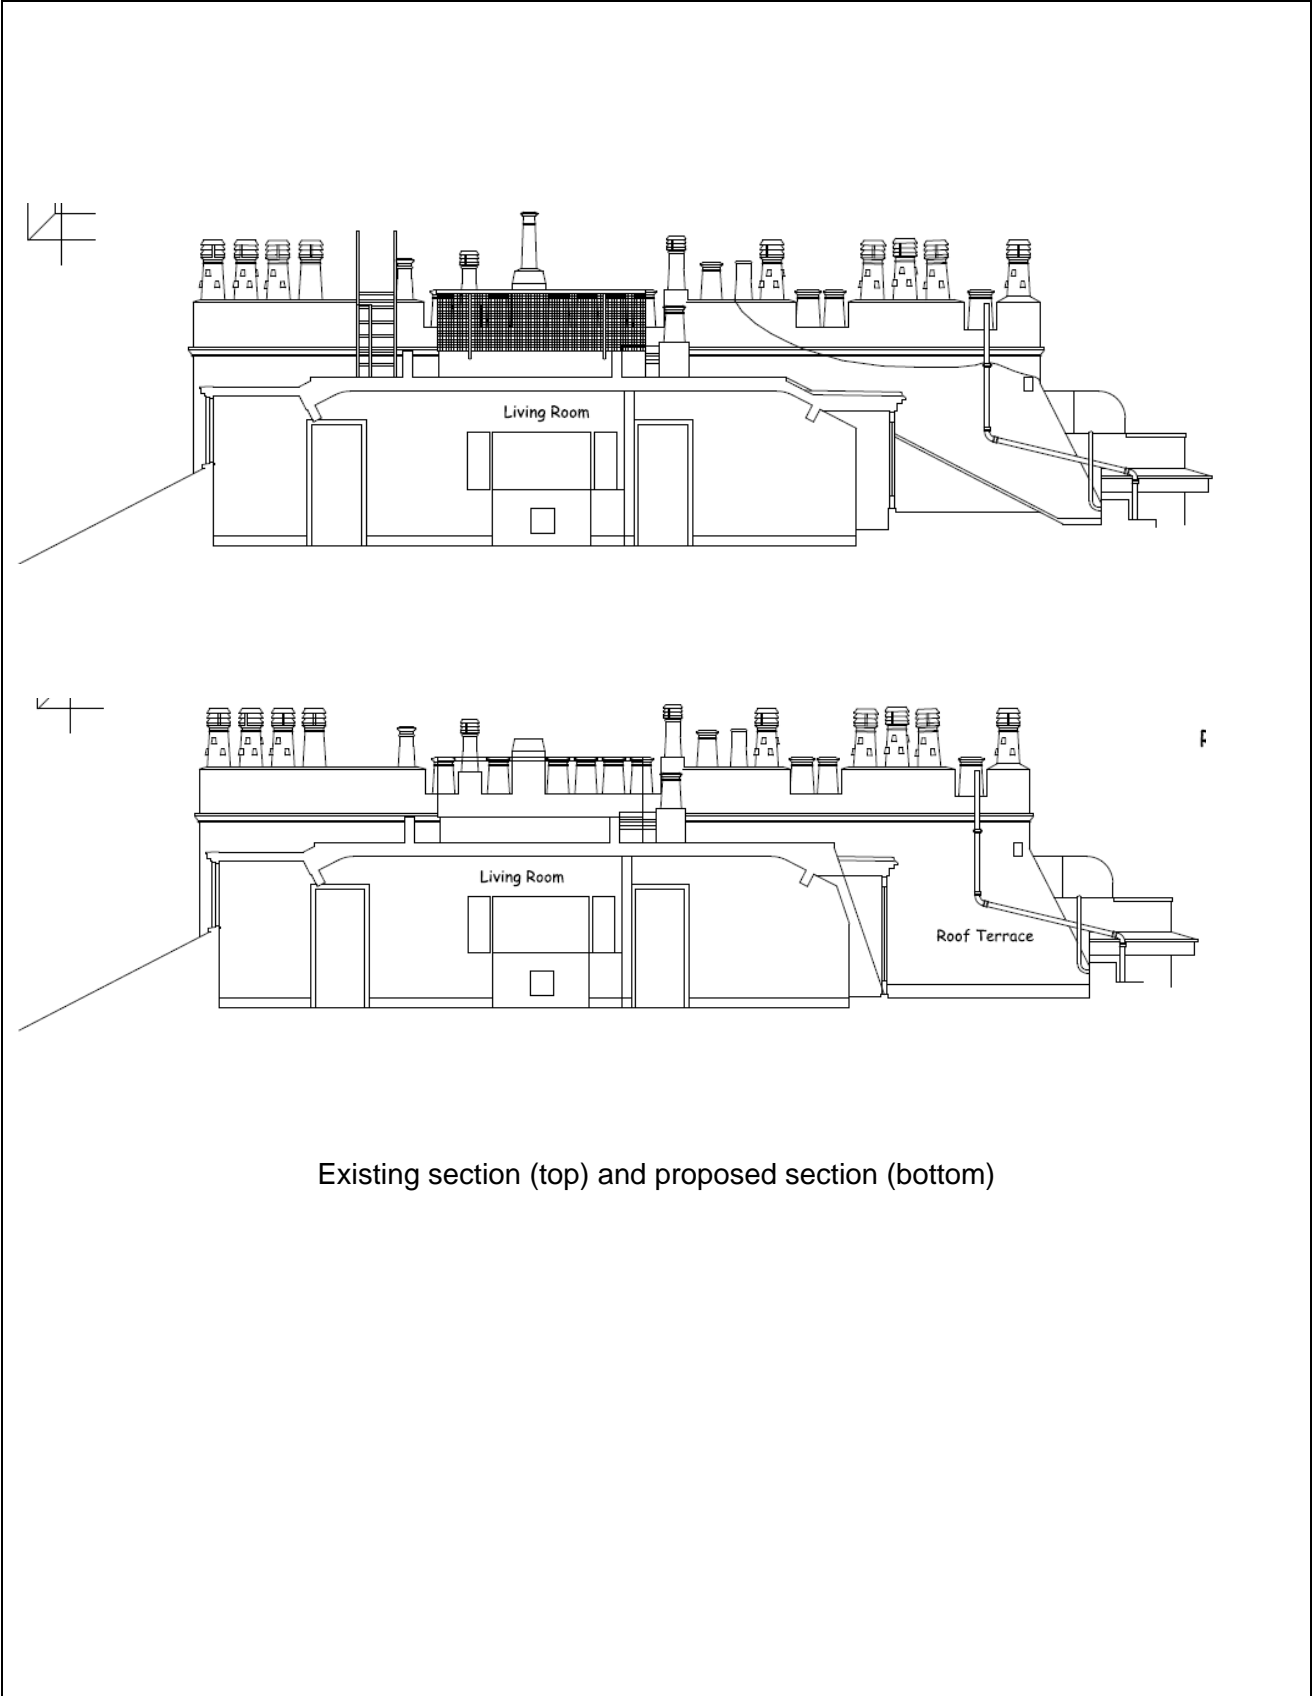 Living Room
Living Room
Roof Terrace
Existing section (top) and proposed section (bottom)